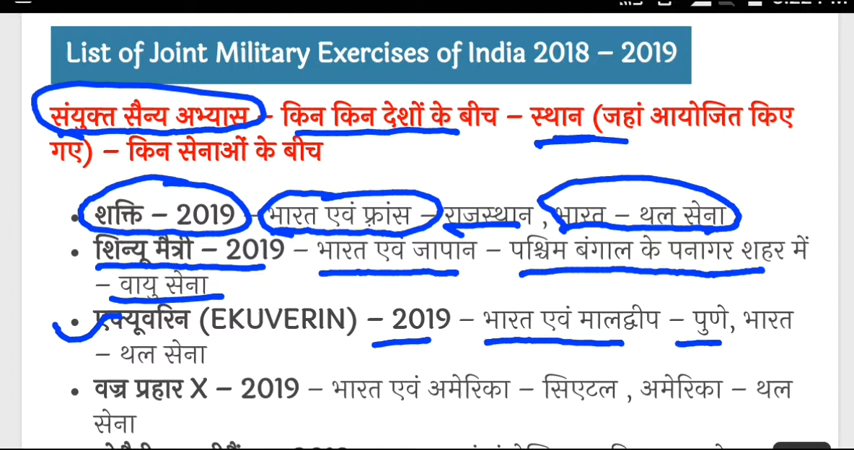 List of Joint Military Exercises of India 2018 – 2019
संयुक्त सैन्य अभ्यास – किन किन देशों के बीच – स्थान (जहां आयोजित किए
गए) – किन सेनाओं के बीच
• शक्ति – 2019 – भारत एवं फ्रांस – राजस्थान , भारत – थल सेना
• शिन्यू मैत्री – 2019 – भारत एवं जापान – पश्चिम बंगाल के पनागर शहर में
– वायु सेना
• एक्यूवरिन (EKUVERIN) – 2019 – भारत एवं मालद्वीप – पुणे, भारत
– थल सेना
• वज्र प्रहार X – 2019 – भारत एवं अमेरिका – सिएटल , अमेरिका – थल
सेना